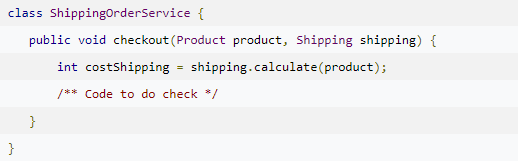 class ShippingOrderService {
public void checkout(Product product, Shipping shipping) {
int costShipping = shipping.calculate(product);
/** Code to do check */
}
}